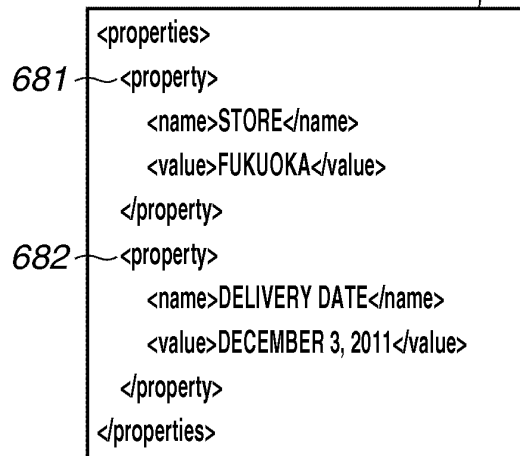 <properties>
681 <property>
<name>STORE</name>
<value>FUKUOKA</value>
</property>
682 <property>
<name>DELIVERY DATE</name>
<value>DECEMBER 3, 2011</value>
</property>
</properties>